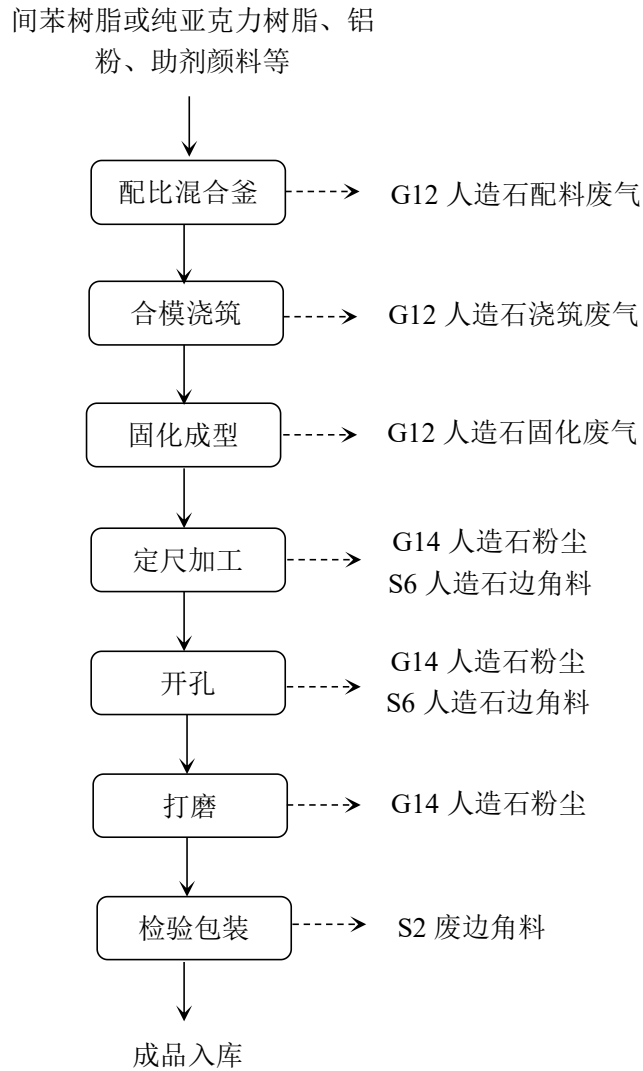 间苯树脂或纯亚克力树脂、铝
粉、助剂颜料等
配比混合釜
G12 人造石配料废气
合模浇筑
G12 人造石浇筑废气
固化成型
G12 人造石固化废气
定尺加工
G14 人造石粉尘
S6 人造石边角料
开孔
G14 人造石粉尘
S6 人造石边角料
打磨
G14 人造石粉尘
检验包装
S2 废边角料
成品入库